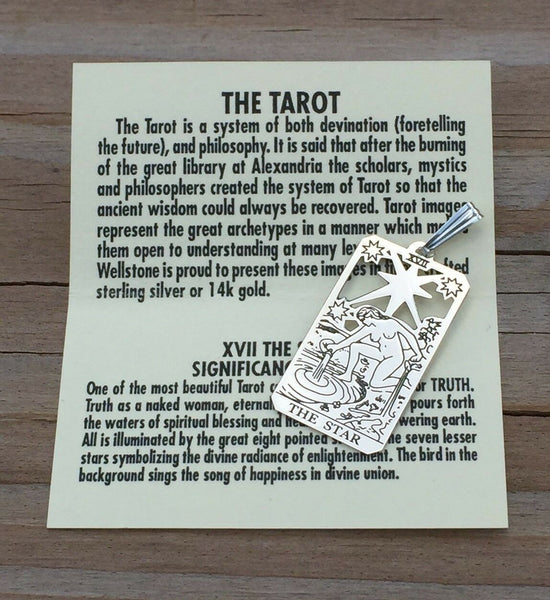 THE TAROT
The Tarot is a system of both devination (foretelling
the future), and philosophy. It is said that after the burning
of the great library at Alexandria the scholars, mystics
and philosophers created the system of Tarot so that the
ancient wisdom could always be recovered. Tarot images
represent the great archetypes in a manner which
them open to understanding at many
Wellstone is proud to present these images in
sterling silver or 14k gold.
XVII THE
SIGNIFICANCE
One of the most beautiful Tarot or TRUTH.
Truth as a naked woman, eternal pours forth
the waters of spiritual blessing and earth.
All is illuminated by the great eight pointed the seven lesser
stars symbolizing the divine radiance of enlightenment. The bird in the
background sings the song of happiness in divine union.
XVII
THE STAR